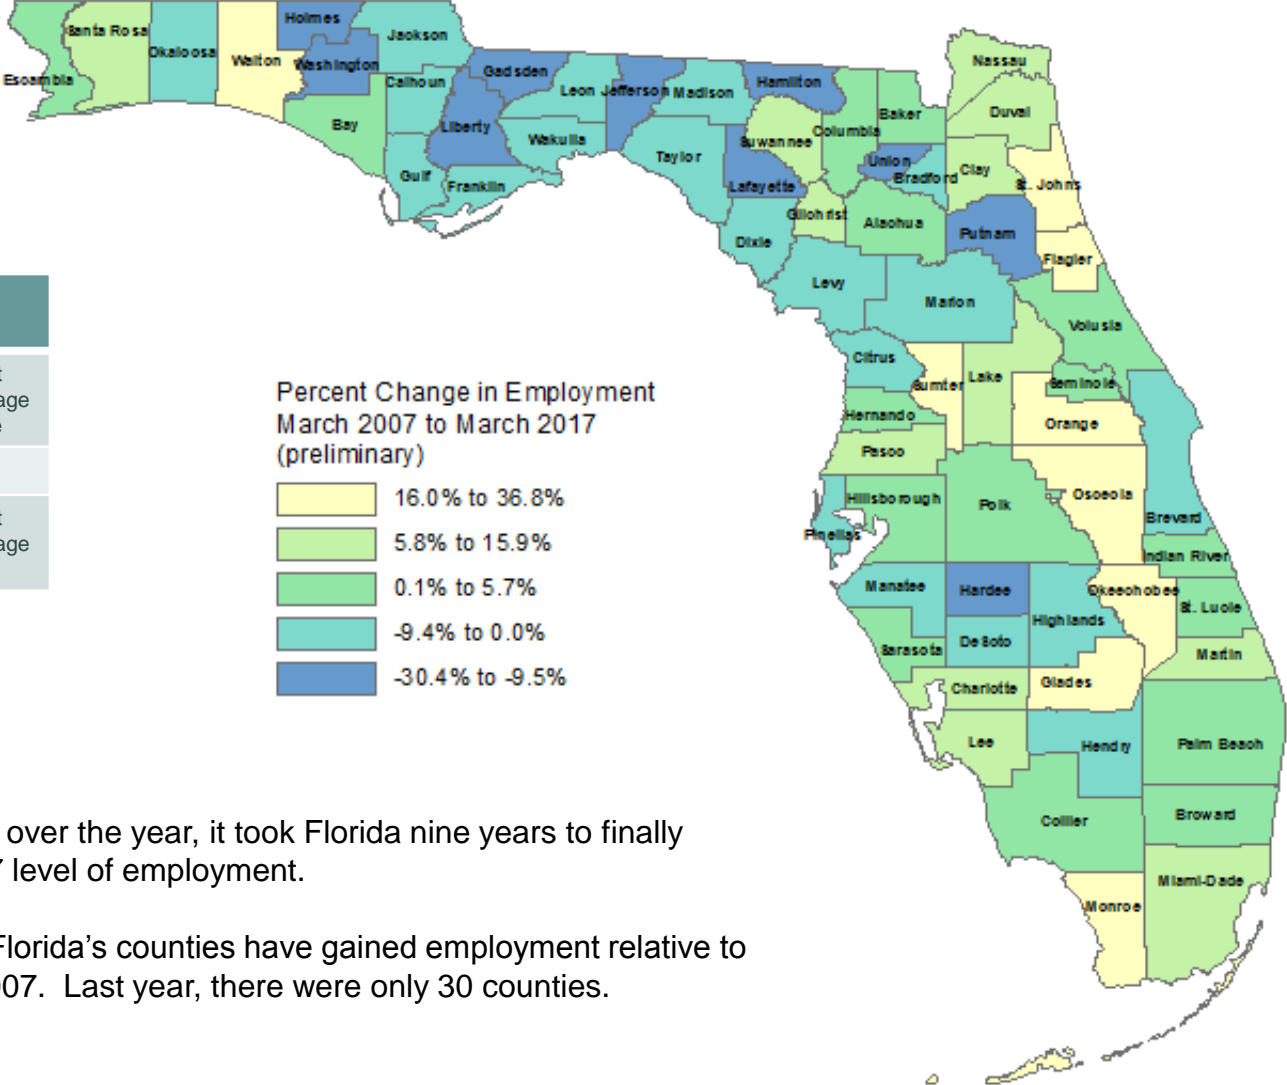 Holmes
Santa Rosa
Jackson
Okaloosa
Walton
Washington
Escambia
Calhoun
Gadsden
Leon
Jefferson
Madison
Hamilton
Nassau
Bay
Liberty
Wakulla
Taylor
Suwannee
Columbia
Baker
Duval
Gulf
Franklin
Lafayette
Union
Bradford
Clay
St. Johns
Gilchrist
Alachua
Putnam
Dixie
Flagler
Levy
Marion
Volusia
Citrus
Sumter
Lake
Seminole
Hernando
Orange
Pasco
Hillsborough
Polk
Osceola
Pinellas
Brevard
Indian River
Manatee
Hardee
Highlands
Okeechobee
St. Lucie
Sarasota
DeSoto
Martin
Charlotte
Glades
Lee
Hendry
Palm Beach
Collier
Broward
Monroe
Miami-Dade
t
age
e
t
age
Percent Change in Employment
March 2007 to March 2017
(preliminary)
16.0% to 36.8%
5.8% to 15.9%
0.1% to 5.7%
-9.4% to 0.0%
-30.4% to -9.5%
over the year, it took Florida nine years to finally
7 level of employment.
Florida’s counties have gained employment relative to
007. Last year, there were only 30 counties.